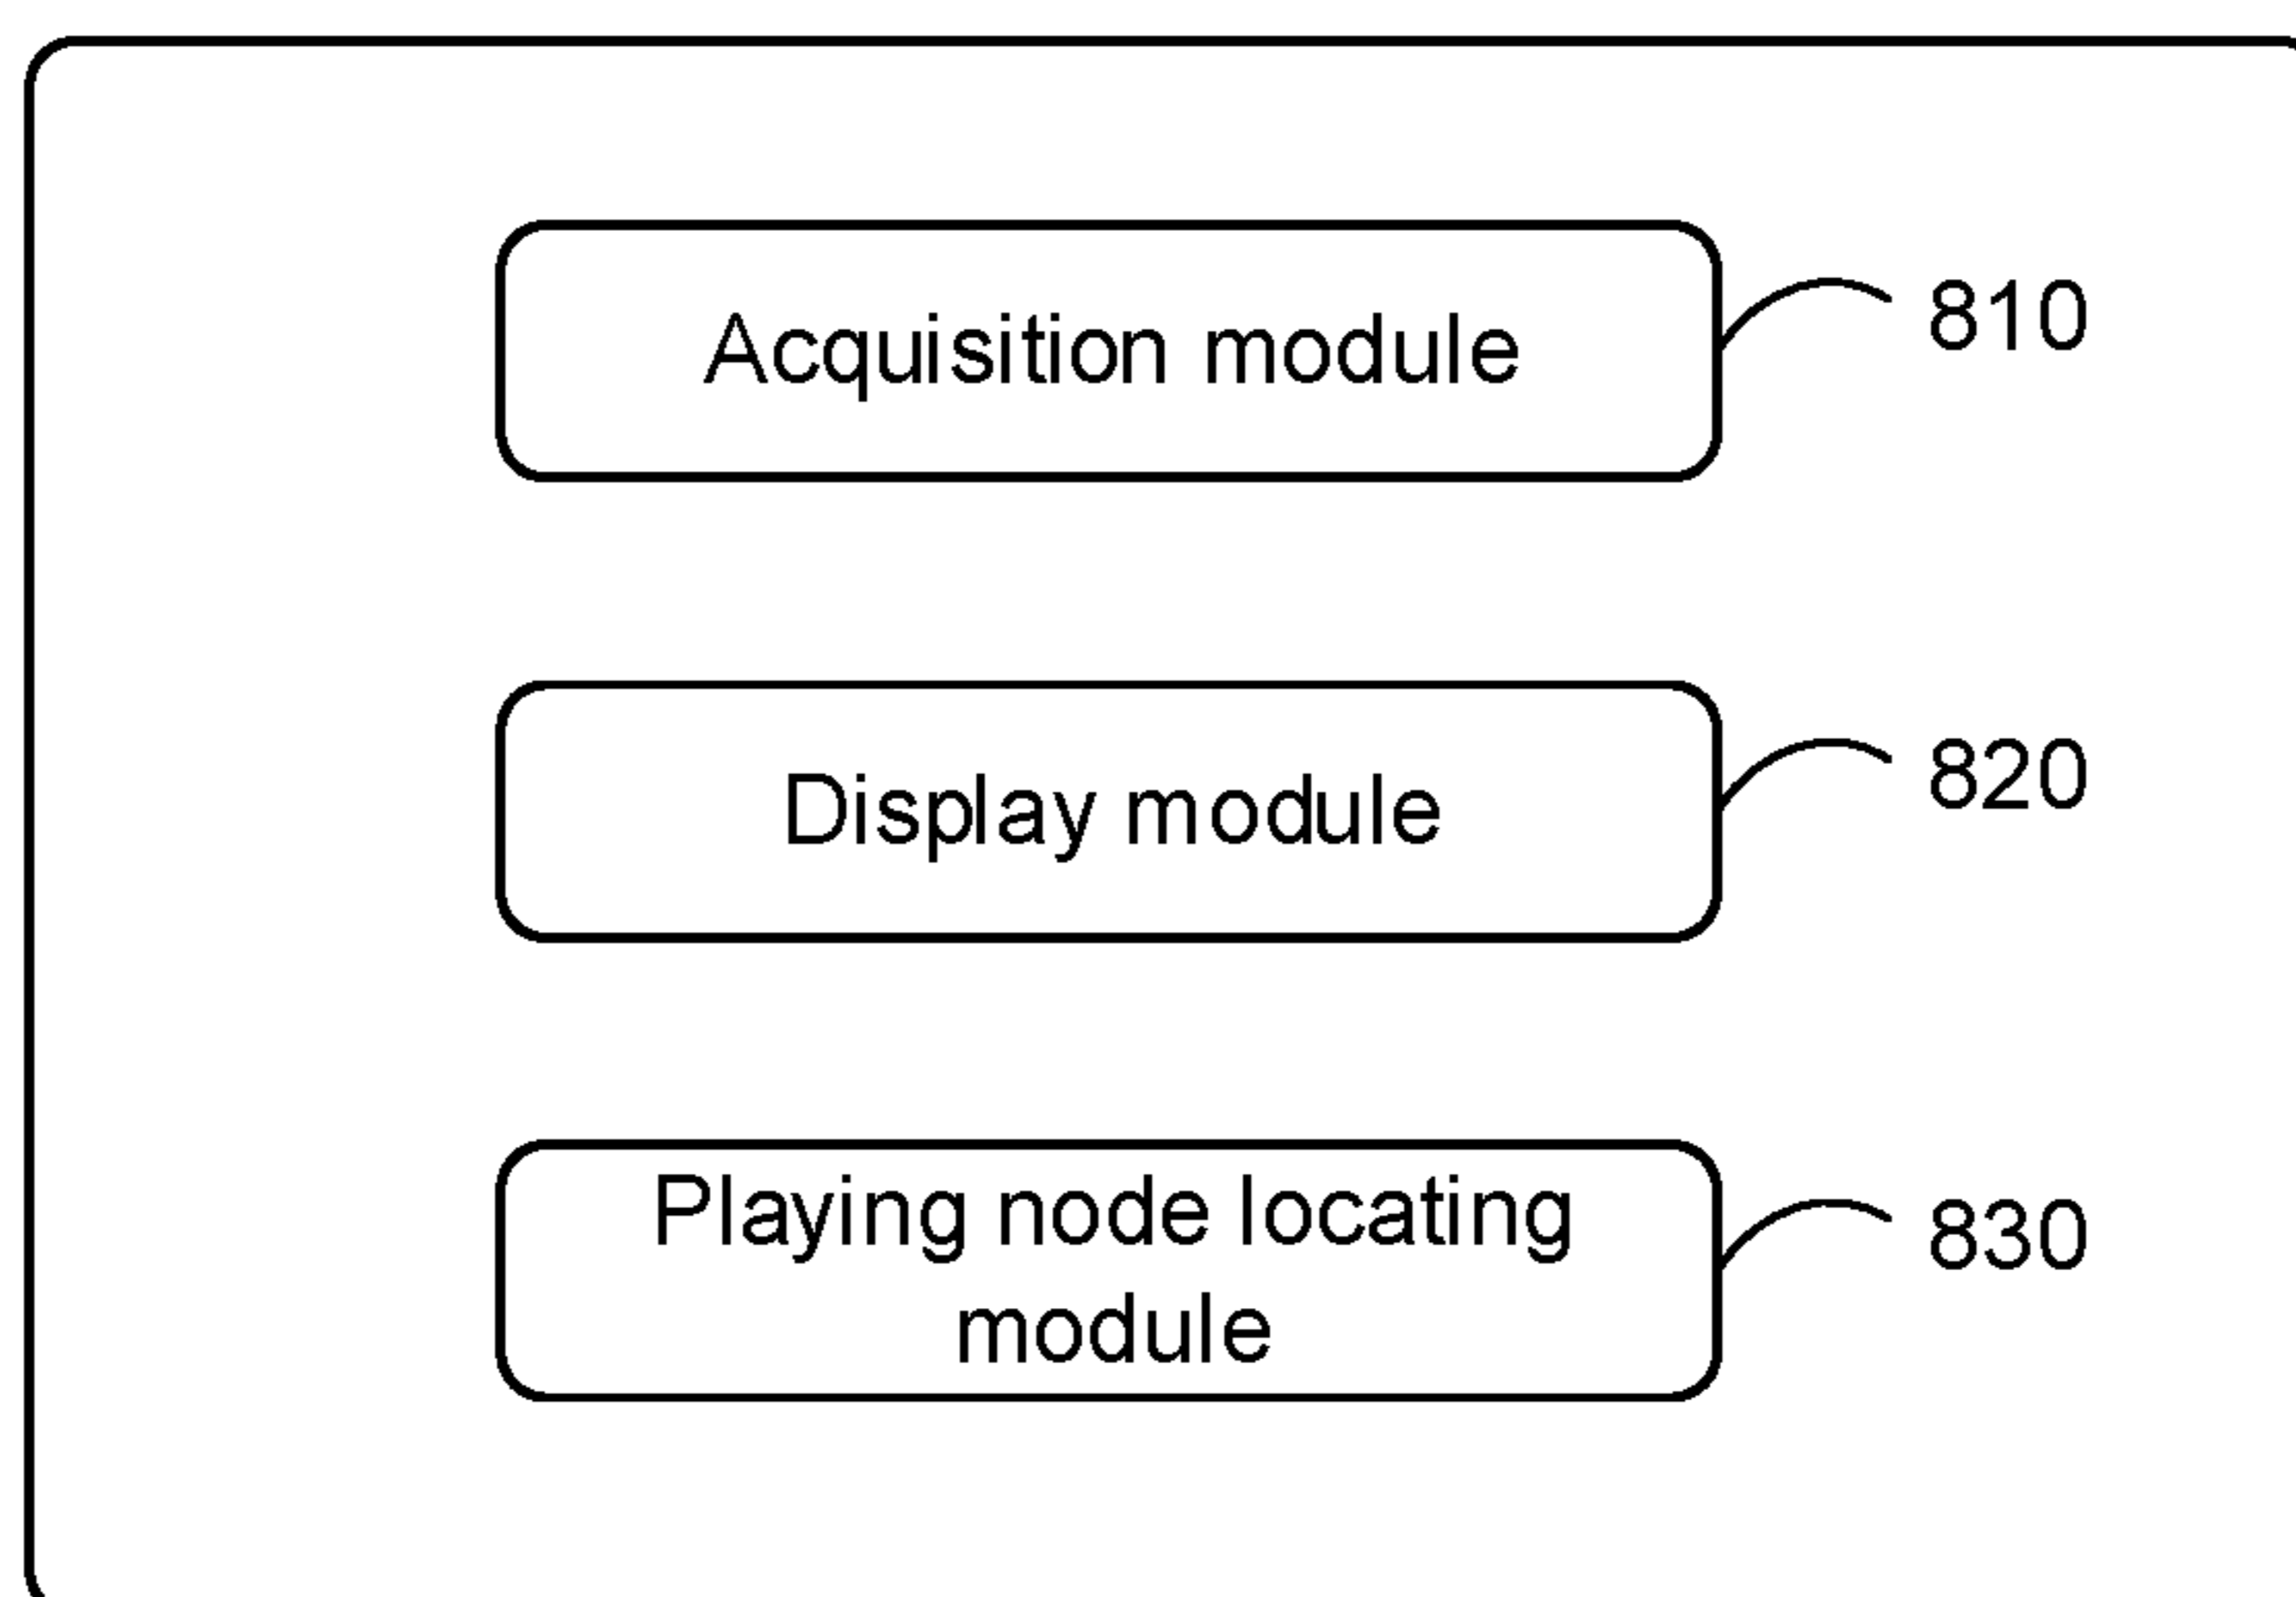 Acquisition module
810
Display module
820
Playing node locating
module
830